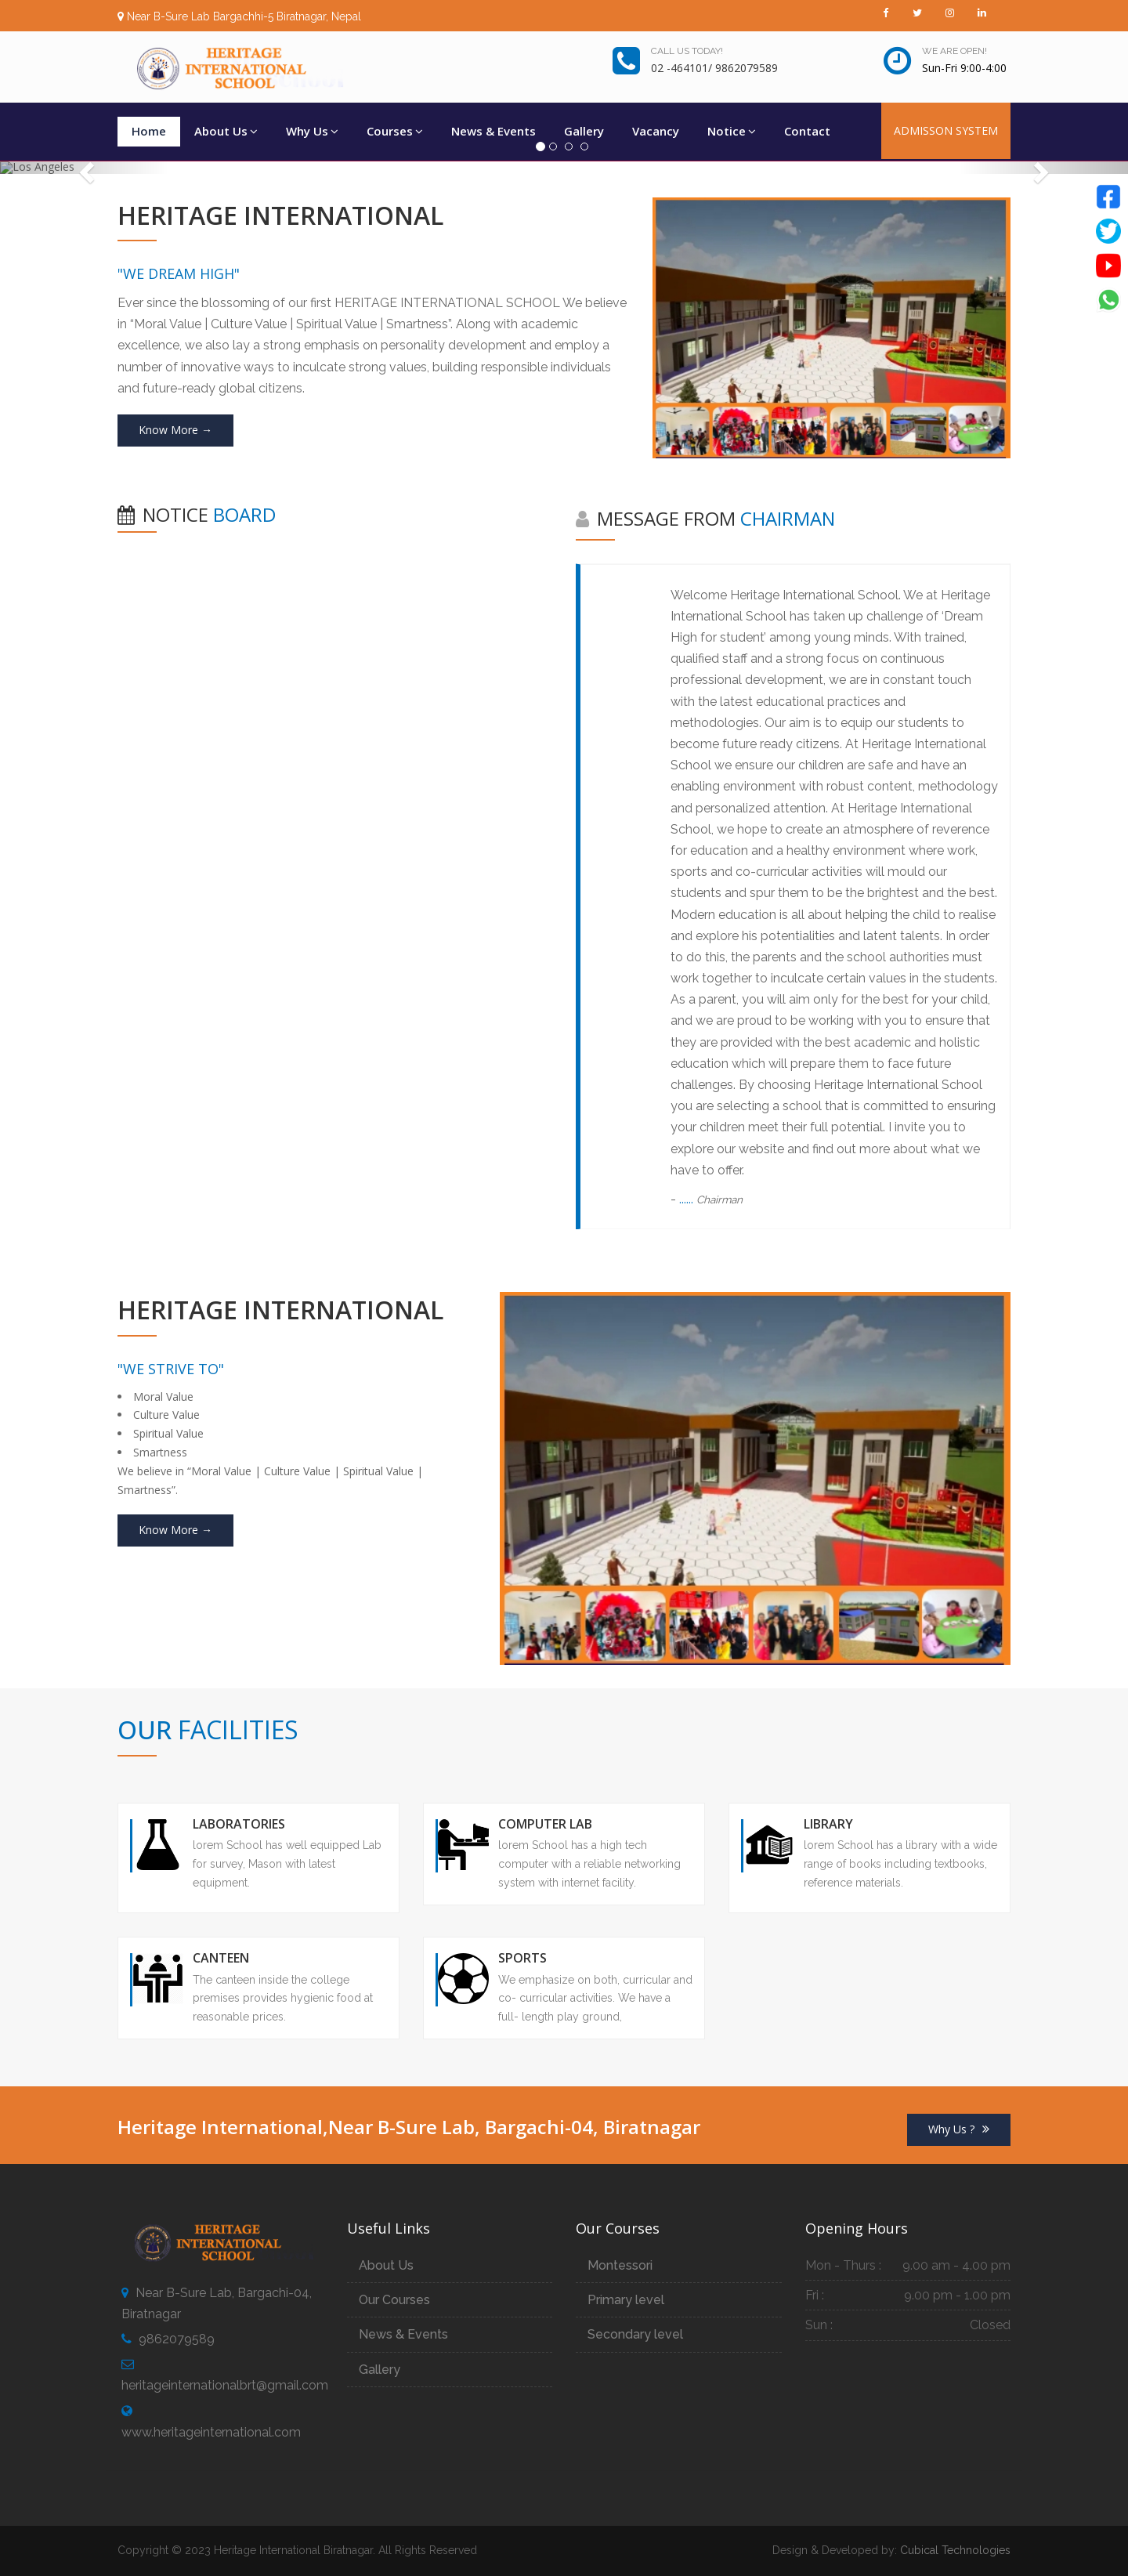 Near B-Sure Lab Bargachhi-5 Biratnagar, Nepal
HERITAGE
INTERNATIONAL
SCHOOL
CALL US TODAY!
02 -464101/ 9862079589
WE ARE OPEN!
Sun-Fri 9:00-4:00
Home About Us Why Us Courses News & Events Gallery Vacancy Notice Contact ADMISSON SYSTEM
Los Angeles
HERITAGE INTERNATIONAL
"WE DREAM HIGH"
Ever since the blossoming of our first HERITAGE INTERNATIONAL SCHOOL We believe
in “Moral Value | Culture Value | Spiritual Value | Smartness”. Along with academic
excellence, we also lay a strong emphasis on personality development and employ a
number of innovative ways to inculcate strong values, building responsible individuals
and future-ready global citizens.
Know More →
NOTICE BOARD
MESSAGE FROM CHAIRMAN
Welcome Heritage International School. We at Heritage
International School has taken up challenge of ‘Dream
High for student’ among young minds. With trained,
qualified staff and a strong focus on continuous
professional development, we are in constant touch
with the latest educational practices and
methodologies. Our aim is to equip our students to
become future ready citizens. At Heritage International
School we ensure our children are safe and have an
enabling environment with robust content, methodology
and personalized attention. At Heritage International
School, we hope to create an atmosphere of reverence
for education and a healthy environment where work,
sports and co-curricular activities will mould our
students and spur them to be the brightest and the best.
Modern education is all about helping the child to realise
and explore his potentialities and latent talents. In order
to do this, the parents and the school authorities must
work together to inculcate certain values in the students.
As a parent, you will aim only for the best for your child,
and we are proud to be working with you to ensure that
they are provided with the best academic and holistic
education which will prepare them to face future
challenges. By choosing Heritage International School
you are selecting a school that is committed to ensuring
your children meet their full potential. I invite you to
explore our website and find out more about what we
have to offer.
- ...... Chairman
HERITAGE INTERNATIONAL
"WE STRIVE TO"
• Moral Value
• Culture Value
• Spiritual Value
• Smartness
We believe in “Moral Value | Culture Value | Spiritual Value |
Smartness”.
Know More →
OUR FACILITIES
LABORATORIES
lorem School has well equipped Lab
for survey, Mason with latest
equipment.
COMPUTER LAB
lorem School has a high tech
computer with a reliable networking
system with internet facility.
LIBRARY
lorem School has a library with a wide
range of books including textbooks,
reference materials.
CANTEEN
The canteen inside the college
premises provides hygienic food at
reasonable prices.
SPORTS
We emphasize on both, curricular and
co- curricular activities. We have a
full- length play ground,
Heritage International,Near B-Sure Lab, Bargachi-04, Biratnagar
Why Us ? »
HERITAGE
INTERNATIONAL
SCHOOL
Near B-Sure Lab, Bargachi-04,
Biratnagar
9862079589
heritageinternationalbrt@gmail.com
www.heritageinternational.com
Useful Links
About Us
Our Courses
News & Events
Gallery
Our Courses
Montessori
Primary level
Secondary level
Opening Hours
Mon - Thurs : 9.00 am - 4.00 pm
Fri : 9.00 pm - 1.00 pm
Sun : Closed
Copyright © 2023 Heritage International Biratnagar. All Rights Reserved
Design & Developed by: Cubical Technologies